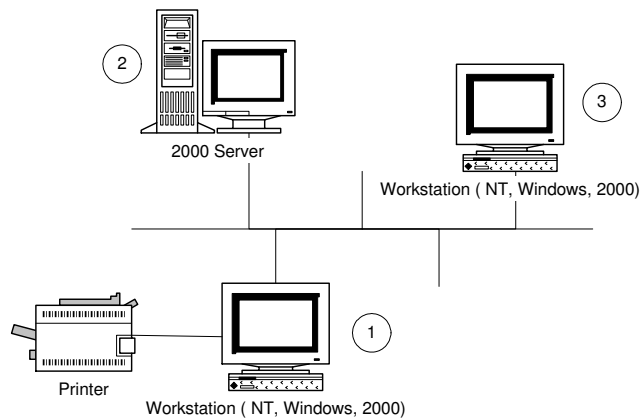 2
3
2000 Server
Workstation ( NT, Windows, 2000)
1
Printer
Workstation ( NT, Windows, 2000)